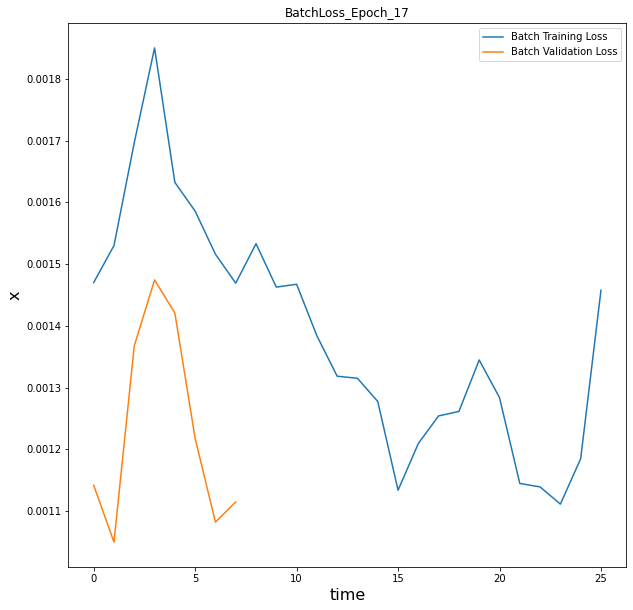 BatchLoss_Epoch_17
Batch Training Loss
Batch Validation Loss
x
0.0018
0.0017
0.0016
0.0015
0.0014
0.0013
0.0012
0.0011
0 5 10 15 20 25
time